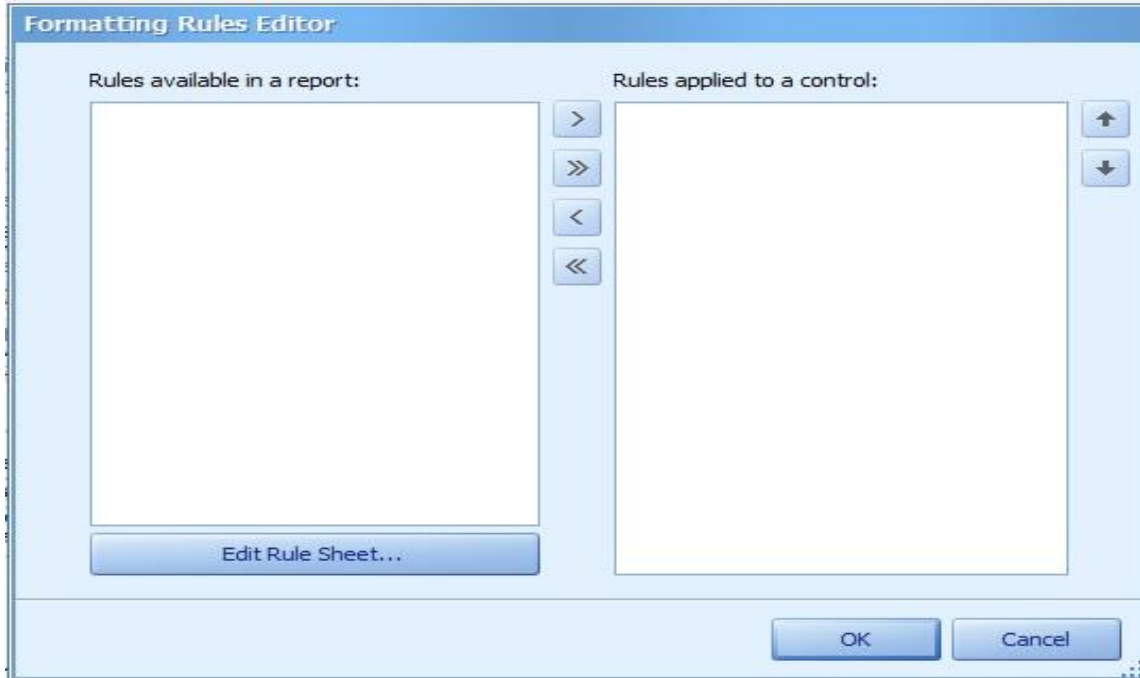 Formatting Rules Editor
Rules available in a report:
Rules applied to a control:
>
>>
<
<<
Edit Rule Sheet...
OK
Cancel